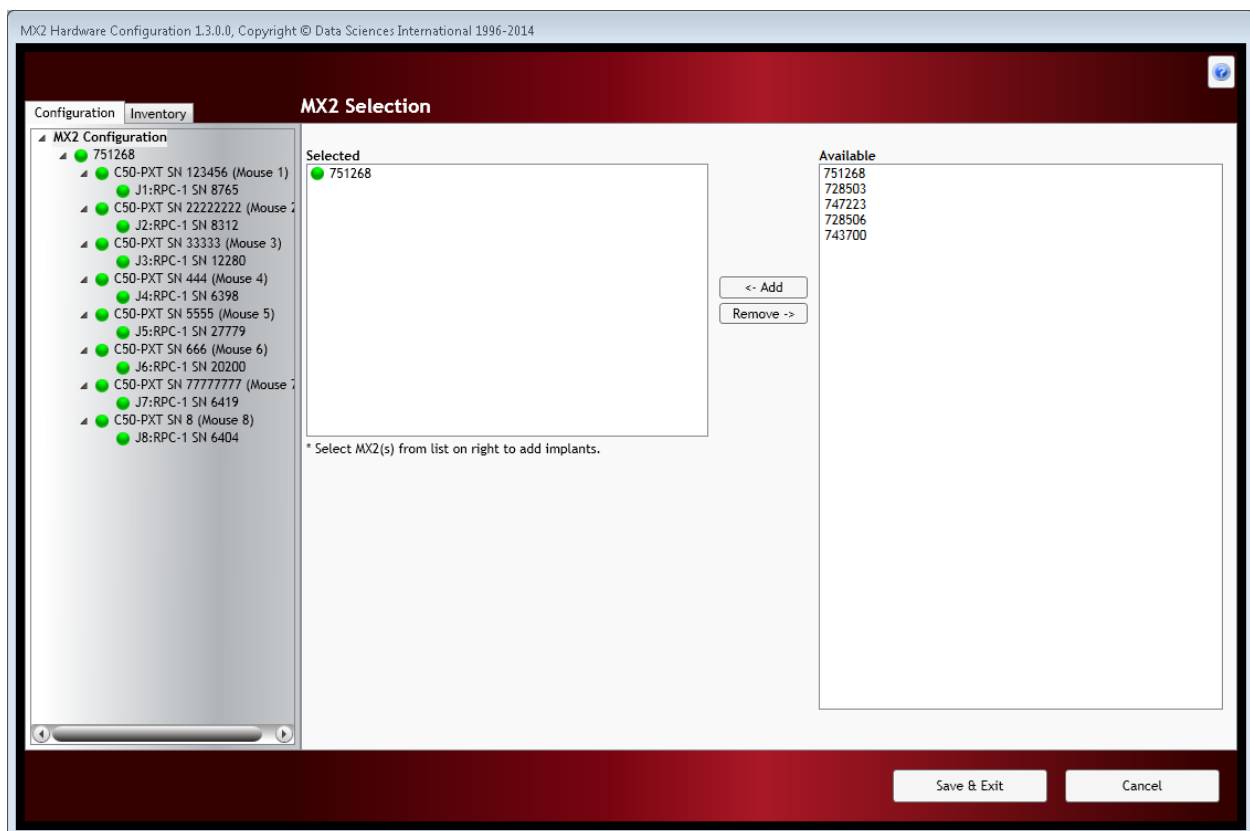 MX2 Hardware Configuration 1.3.0.0, Copyright © Data Sciences International 1996-2014
Configuration
Inventory
MX2 Selection
MX2 Configuration
751268
C50-PXT SN 123456 (Mouse 1)
J1:RPC-1 SN 8765
C50-PXT SN 22222222 (Mouse 2
J2:RPC-1 SN 8312
C50-PXT SN 33333 (Mouse 3)
J3:RPC-1 SN 12280
C50-PXT SN 444 (Mouse 4)
J4:RPC-1 SN 6398
C50-PXT SN 5555 (Mouse 5)
J5:RPC-1 SN 27779
C50-PXT SN 666 (Mouse 6)
J6:RPC-1 SN 20200
C50-PXT SN 77777777 (Mouse 7
J7:RPC-1 SN 6419
C50-PXT SN 8 (Mouse 8)
J8:RPC-1 SN 6404
Selected
751268
* Select MX2(s) from list on right to add implants.
<- Add
Remove ->
Available
751268
728503
747223
728506
743700
Save & Exit
Cancel